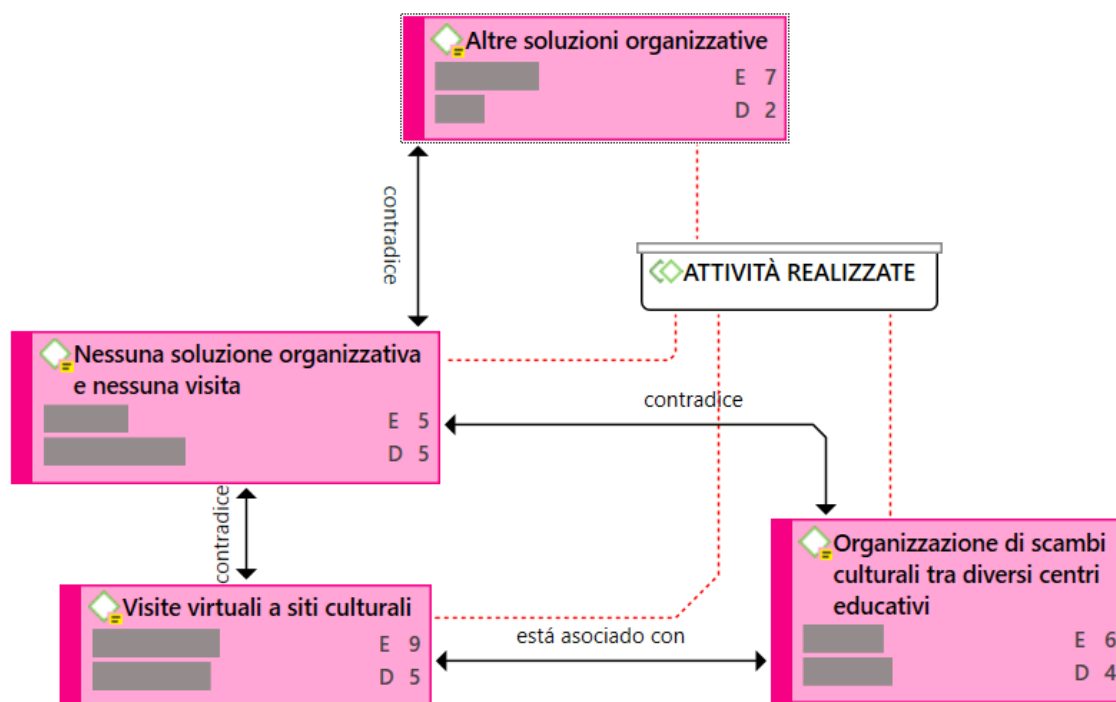 Altre soluzioni organizzative
E 7
D 2
contradice
ATTIVITÀ REALIZZATE
Nessuna soluzione organizzativa
e nessuna visita
E 5
D 5
contradice
contradice
Organizzazione di scambi
culturali tra diversi centri
educativi
E 6
D 4
Visite virtuali a siti culturali
E 9
D 5
está asociado con